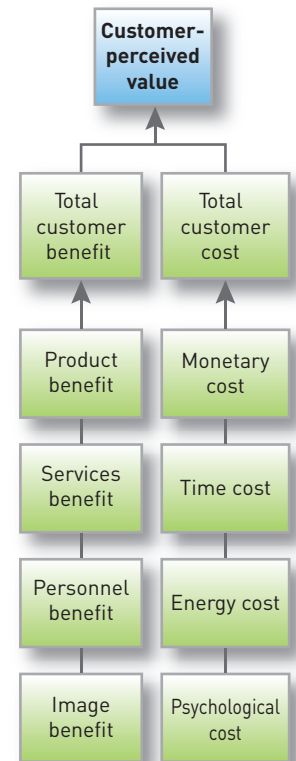 Customer-
perceived
value
Total
customer
benefit
Total
customer
cost
Product
benefit
Monetary
cost
Services
benefit
Time cost
Personnel
benefit
Energy cost
Image
benefit
Psychological
cost